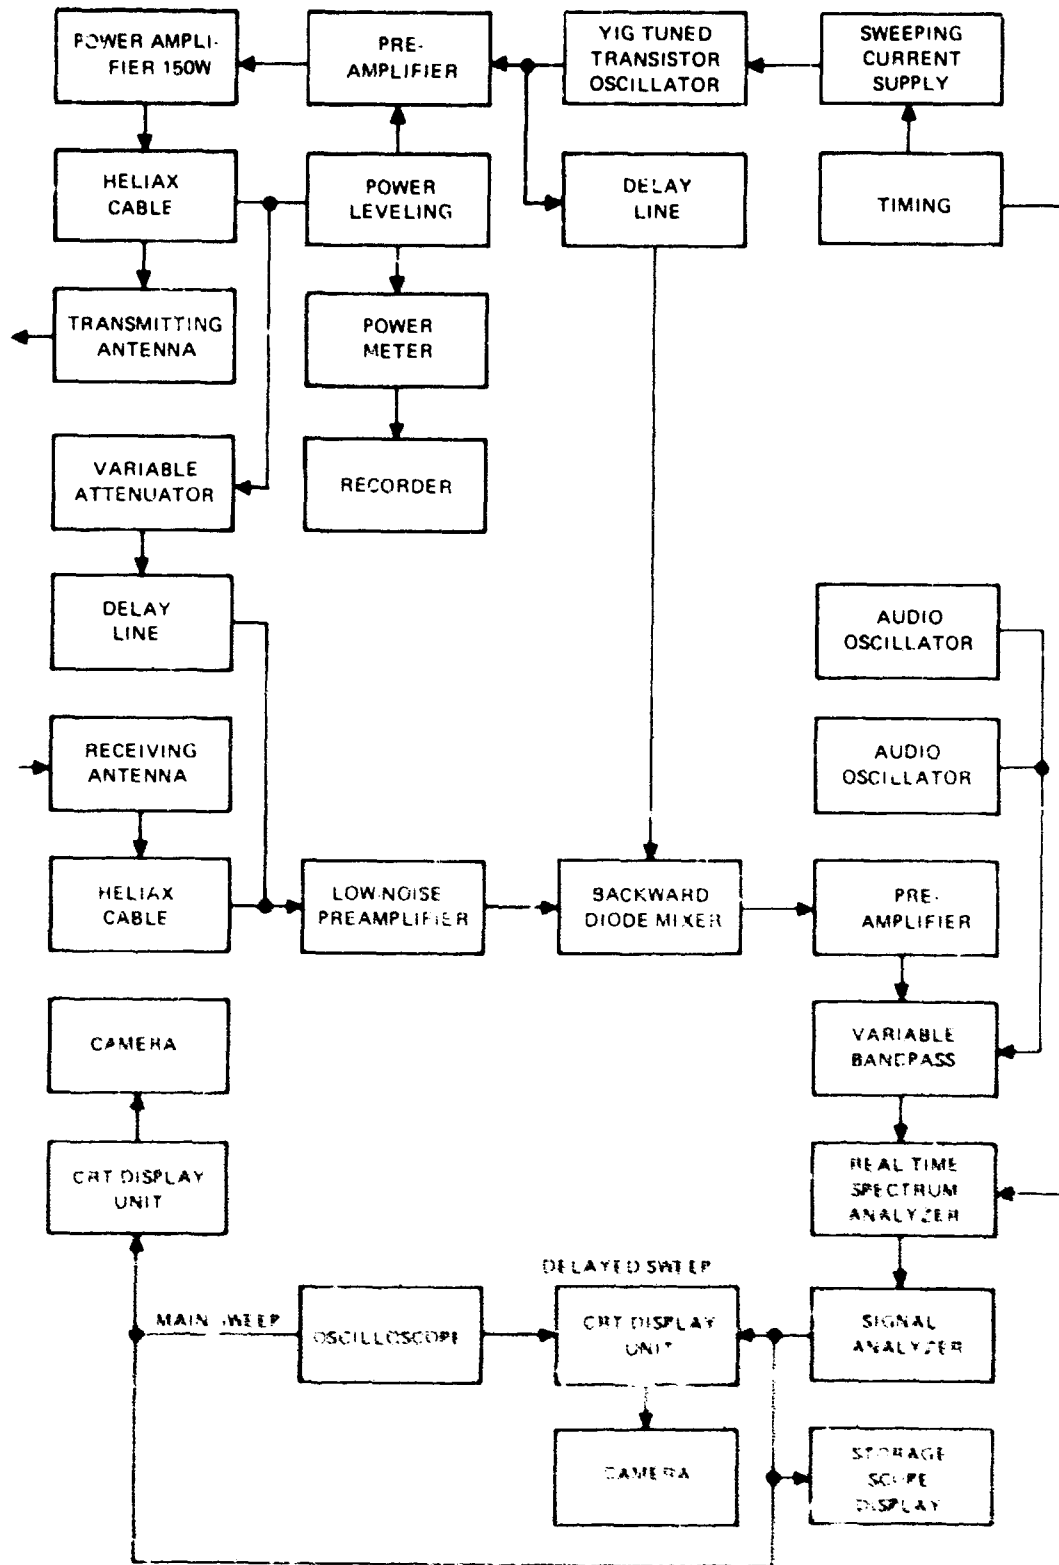 POWER AMPLI-
FIER 150W
PRE-
AMPLIFIER
YIG TUNED
TRANSISTOR
OSCILLATOR
SWEEPING
CURRENT
SUPPLY
HELIAX
CABLE
POWER
LEVELING
DELAY
LINE
TIMING
TRANSMITTING
ANTENNA
POWER
METER
VARIABLE
ATTENUATOR
RECORDER
DELAY
LINE
AUDIO
OSCILLATOR
RECEIVING
ANTENNA
AUDIO
OSCILLATOR
HELIAX
CABLE
LOW-NOISE
PREAMPLIFIER
BACKWARD
DIODE MIXER
PRE-
AMPLIFIER
CAMERA
VARIABLE
BANDPASS
CRT DISPLAY
UNIT
REAL TIME
SPECTRUM
ANALYZER
DELAYED SWEEP
MAIN SWEEP
OSCILLOSCOPE
CRT DISPLAY
UNIT
SIGNAL
ANALYZER
CAMERA
STORAGE
SCOPE
DISPLAY